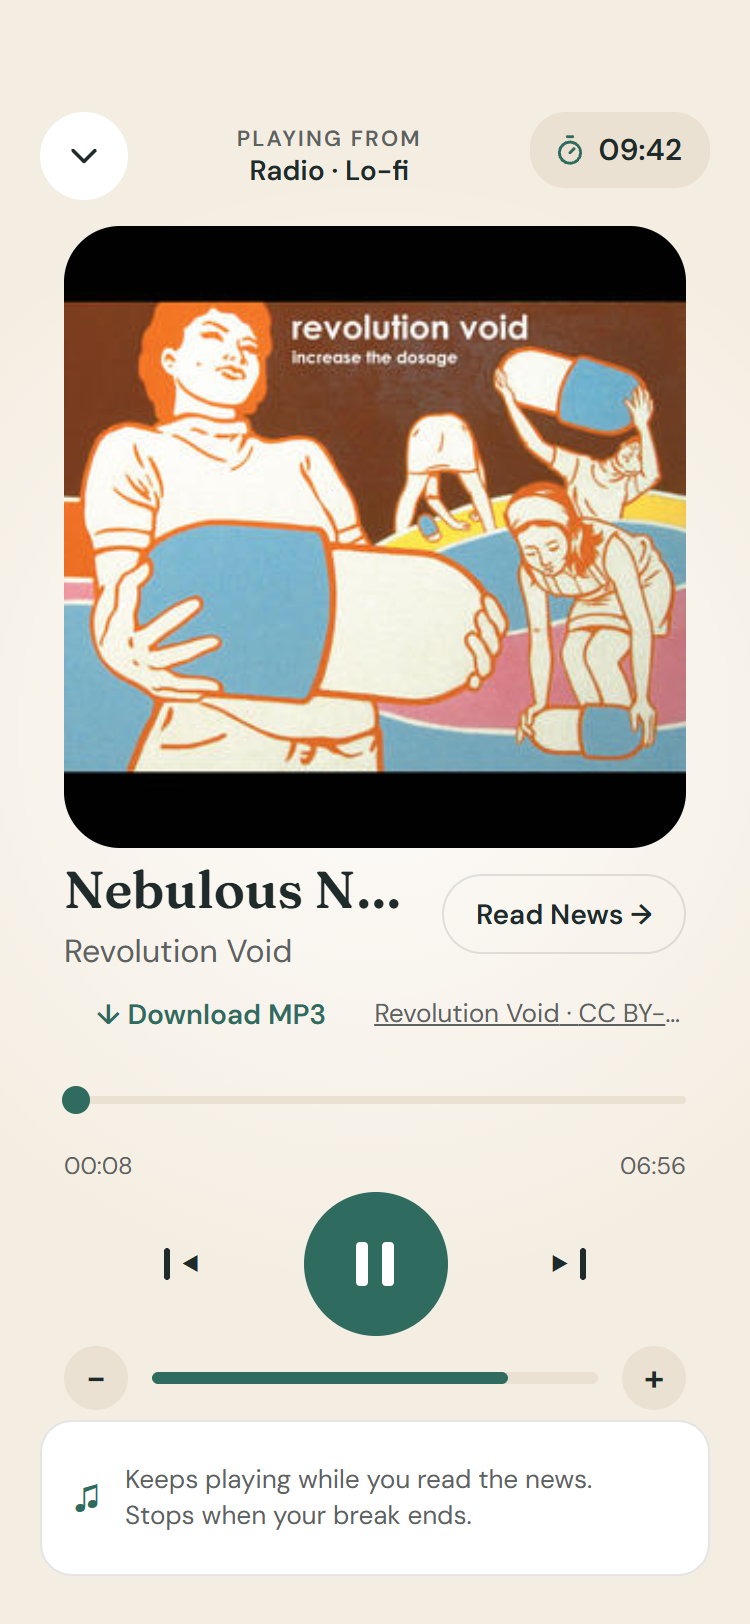 PLAYING FROM
Radio · Lo-fi
09:42
revolution void
increase the dosage
Nebulous N...
Read News →
Revolution Void
↓ Download MP3
Revolution Void · CC BY-...
00:08
06:56
Keeps playing while you read the news.
Stops when your break ends.